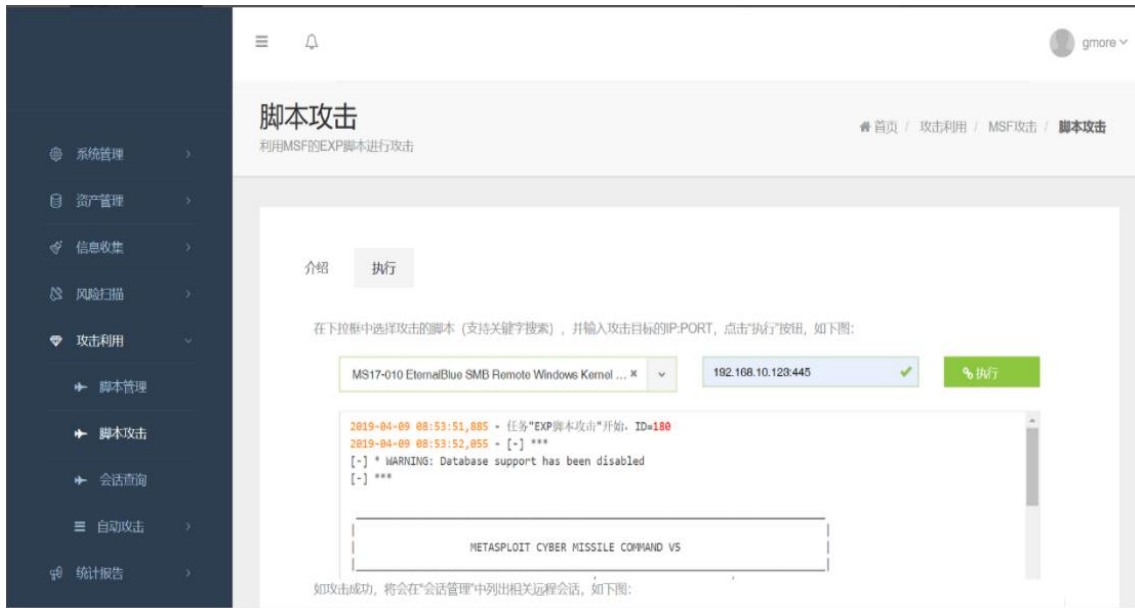 gmore
脚本攻击
利用MSF的EXP脚本进行攻击
首页 / 攻击利用 / MSF攻击 / 脚本攻击
系统管理
资产管理
信息收集
风险扫描
攻击利用
脚本管理
脚本攻击
会话查询
自动攻击
统计报告
介绍 执行
在下拉框中选择攻击的脚本（支持关键字搜索），并输入攻击目标的IP:PORT，点击“执行”按钮，如下图：
MS17-010 EternalBlue SMB Remote Windows Kernel ... × 192.168.10.123:445 执行
2019-04-09 08:53:51,885 - 任务"EXP脚本攻击"开始，ID=180
2019-04-09 08:53:52,055 - [-] ***
[-] * WARNING: Database support has been disabled
[-] ***
METASPLOIT CYBER MISSILE COMMAND V5
如攻击成功，将会在“会话管理”中列出相关远程会话，如下图：